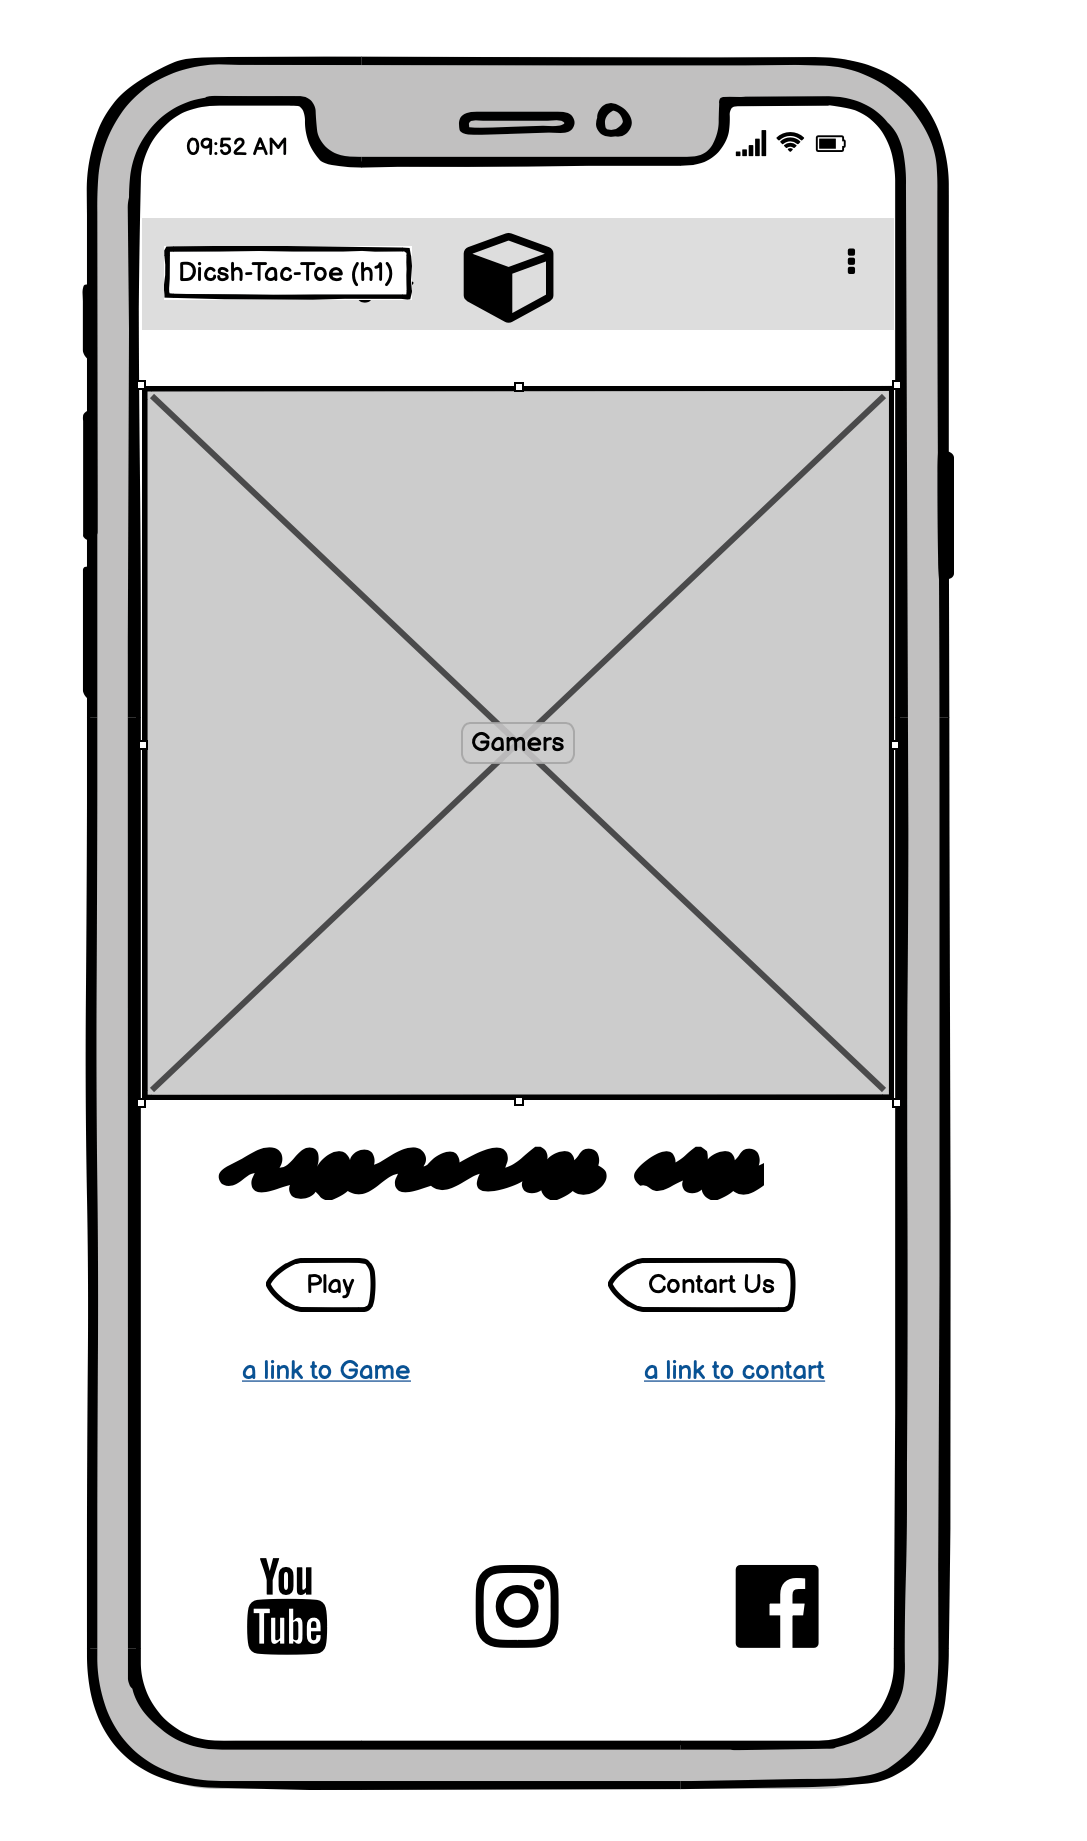 09:52 AM
Dicsh-Tac-Toe (h1)
Gamers
Play
Contart Us
a link to Game
a link to contart
You
Tube
f